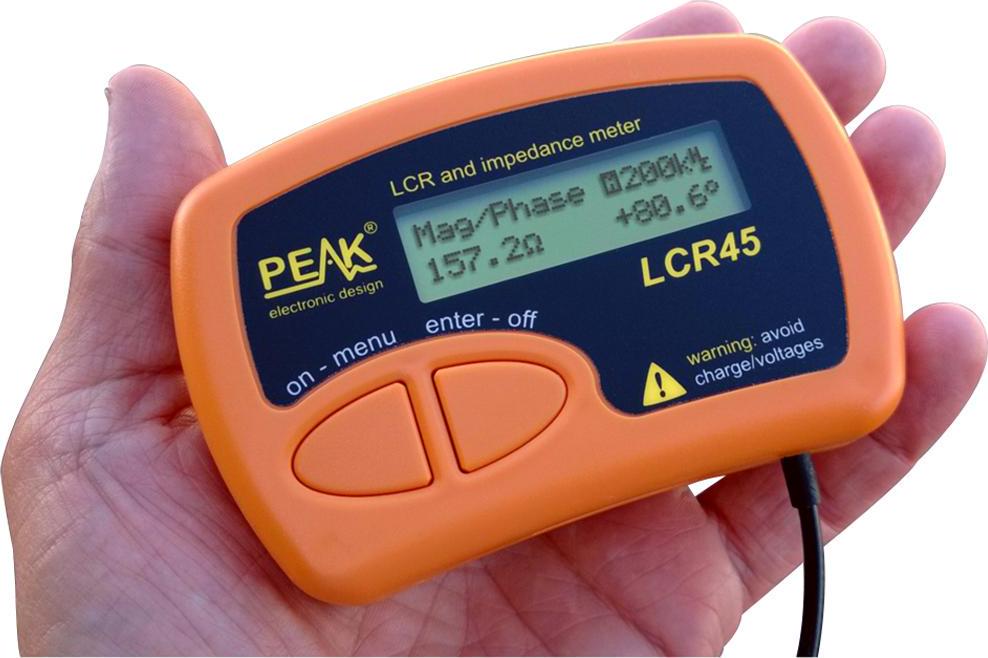 LCR and impedance meter
Mag/Phase 200kHz
157.2Ω +80.6°
PEAK®
electronic design
LCR45
on - menu enter - off
warning: avoid
charge/voltages